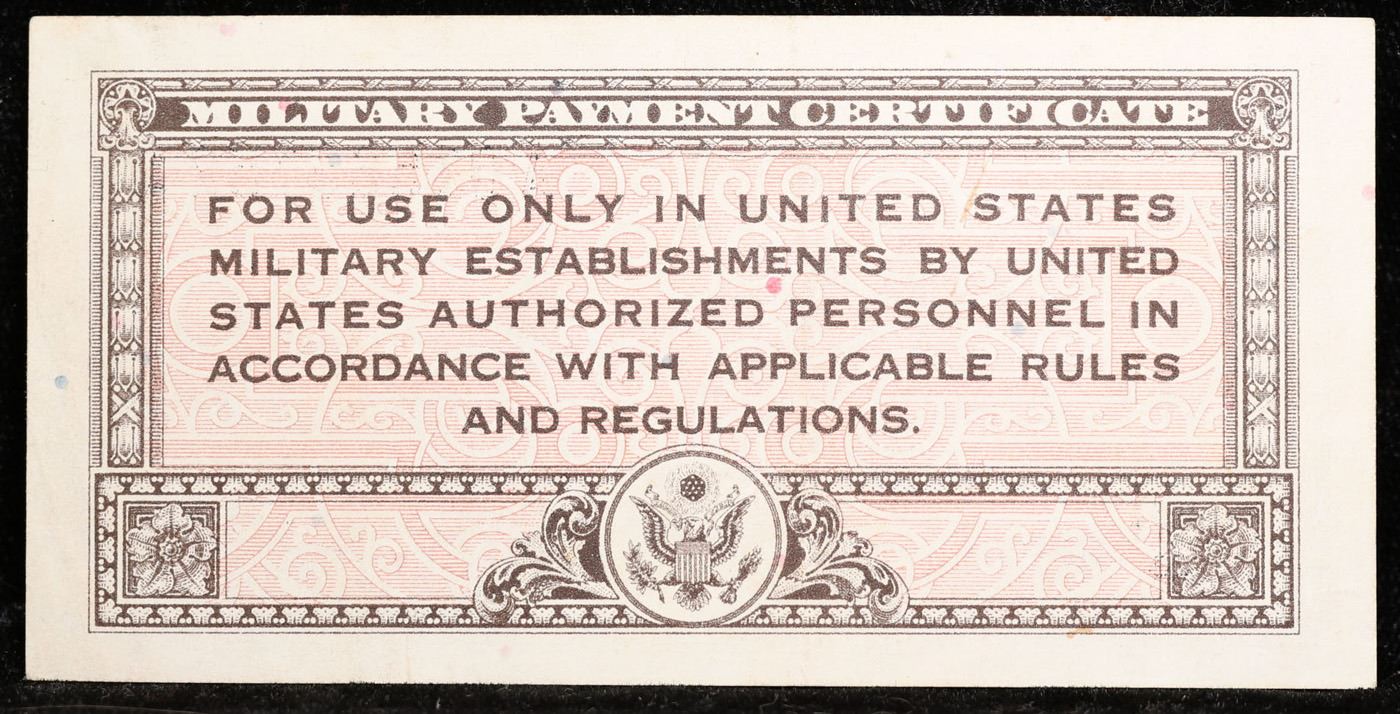 MILITARY PAYMENT CERTIFICATE
FOR USE ONLY IN UNITED STATES
MILITARY ESTABLISHMENTS BY UNITED
STATES AUTHORIZED PERSONNEL IN
ACCORDANCE WITH APPLICABLE RULES
AND REGULATIONS.